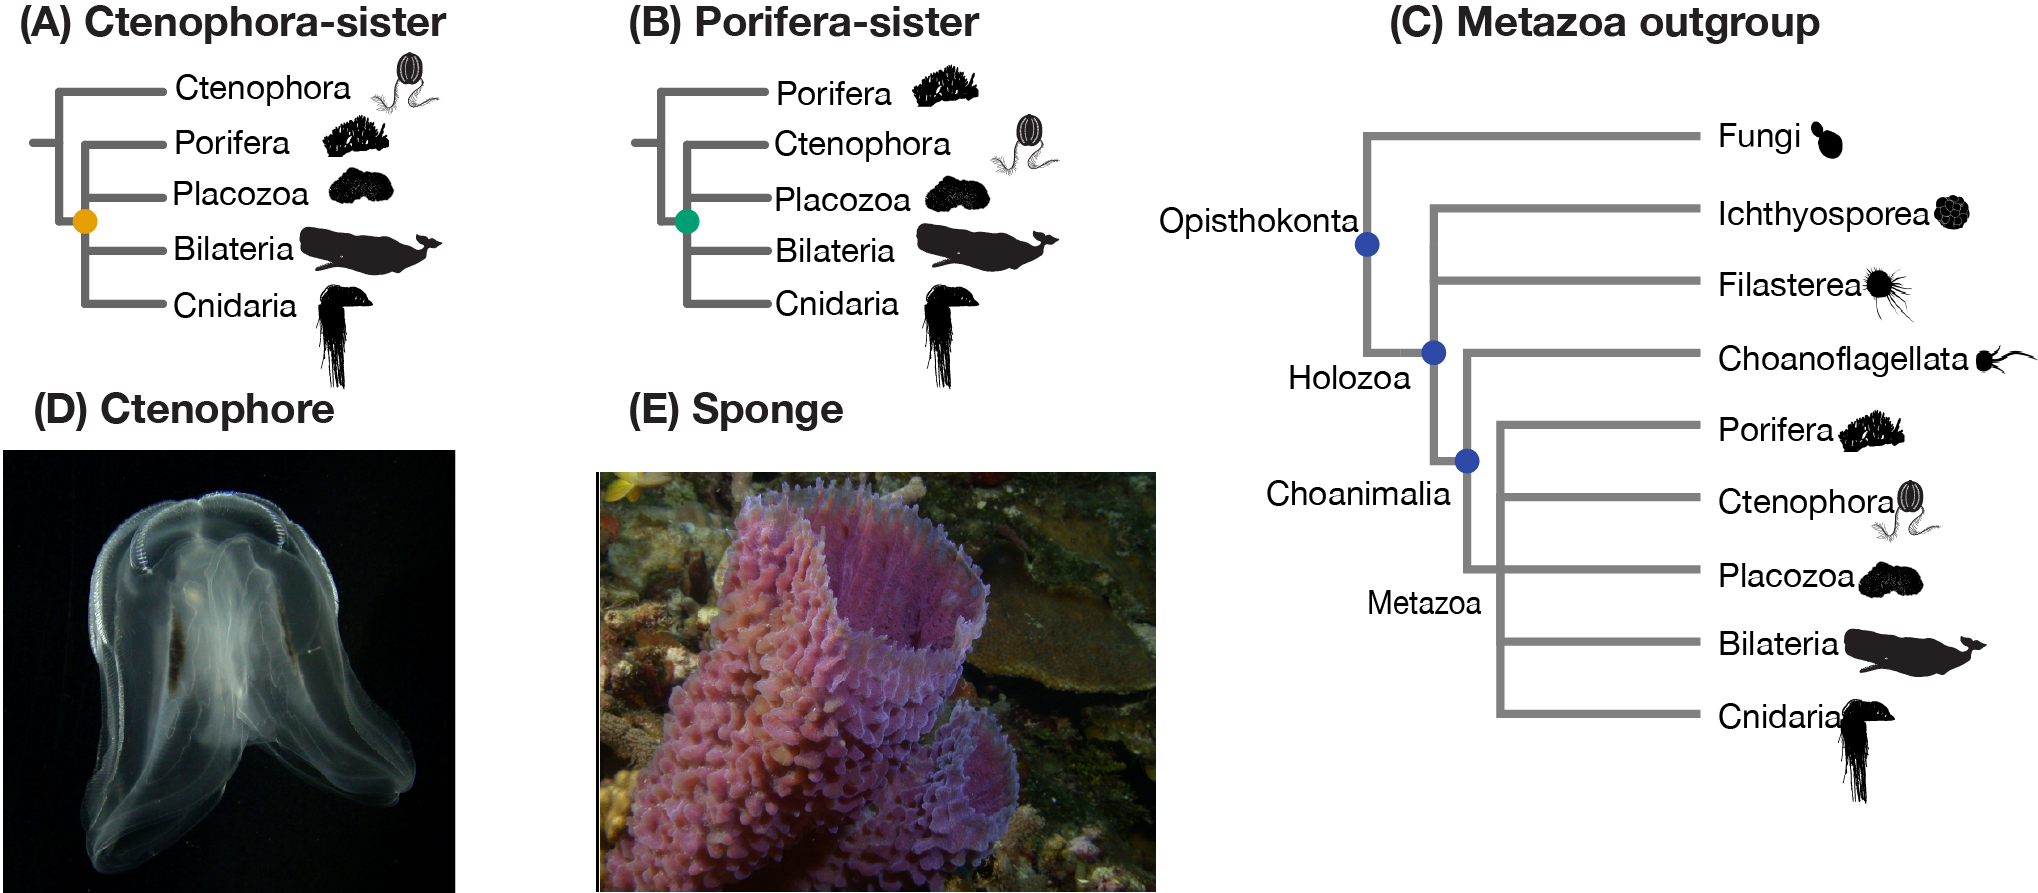 (A) Ctenophora-sister
Ctenophora
Porifera
Placozoa
Bilateria
Cnidaria
(B) Porifera-sister
Porifera
Ctenophora
Placozoa
Bilateria
Cnidaria
(C) Metazoa outgroup
Fungi
Ichthyosporea
Opisthokonta
Filasterea
Choanoflagellata
Holozoa
Porifera
Choanimalia
Ctenophora
Placozoa
Metazoa
Bilateria
Cnidaria
(D) Ctenophore
(E) Sponge